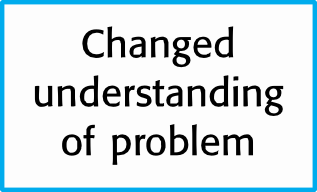 Changed
understanding
of problem